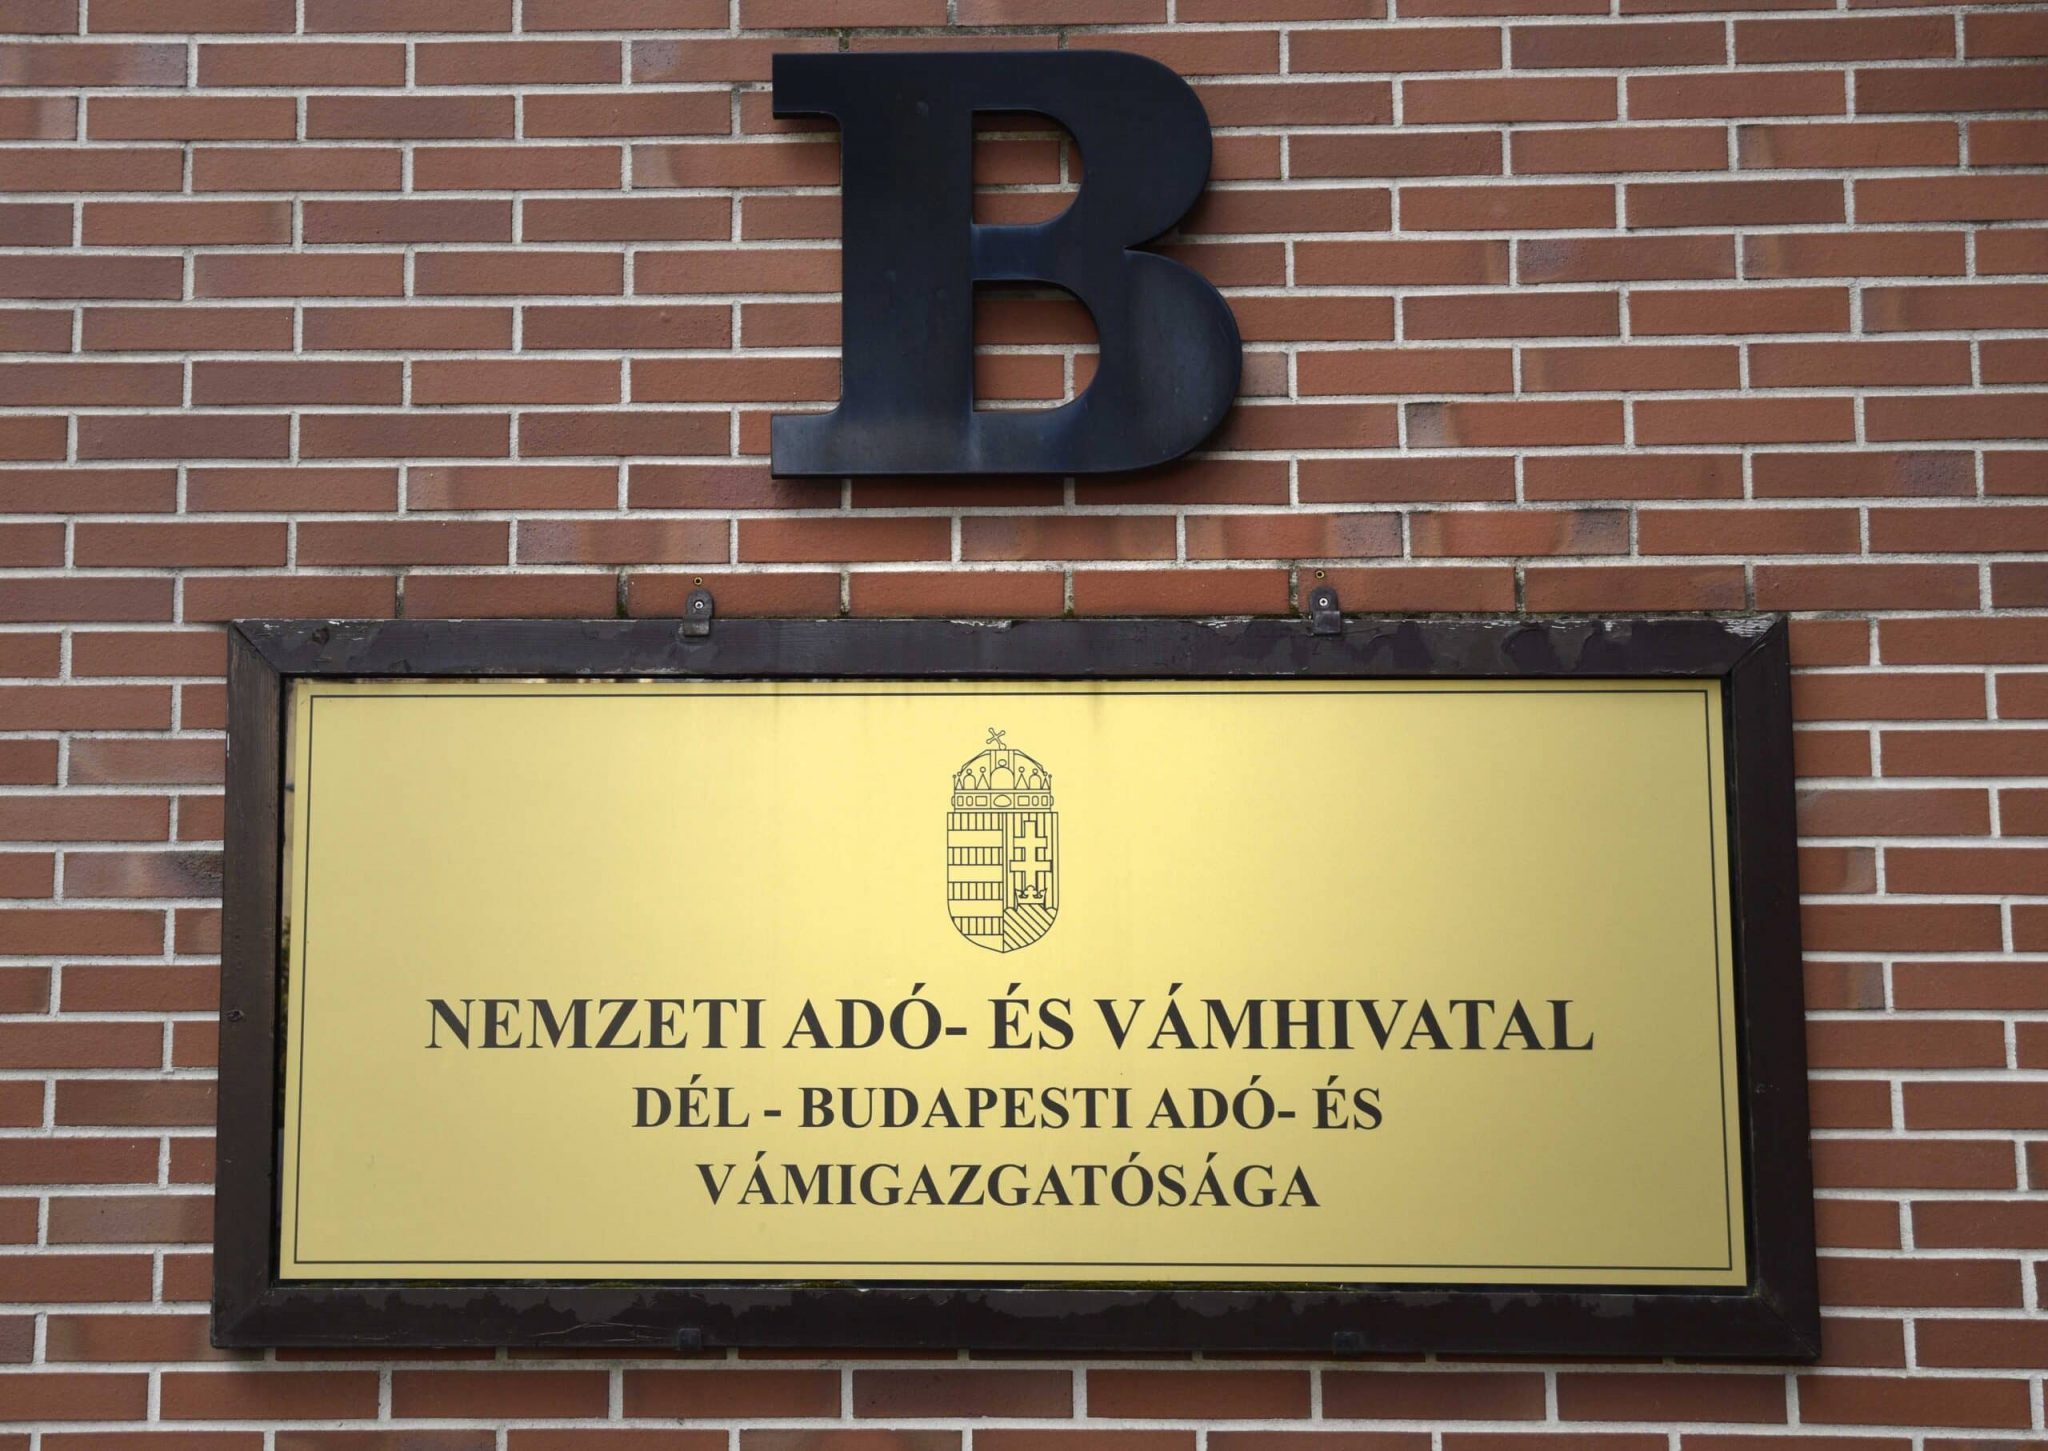 B
NEMZETI ADÓ- ÉS VÁMHIVATAL
DÉL - BUDAPESTI ADÓ- ÉS
VÁMIGAZGATÓSÁGA